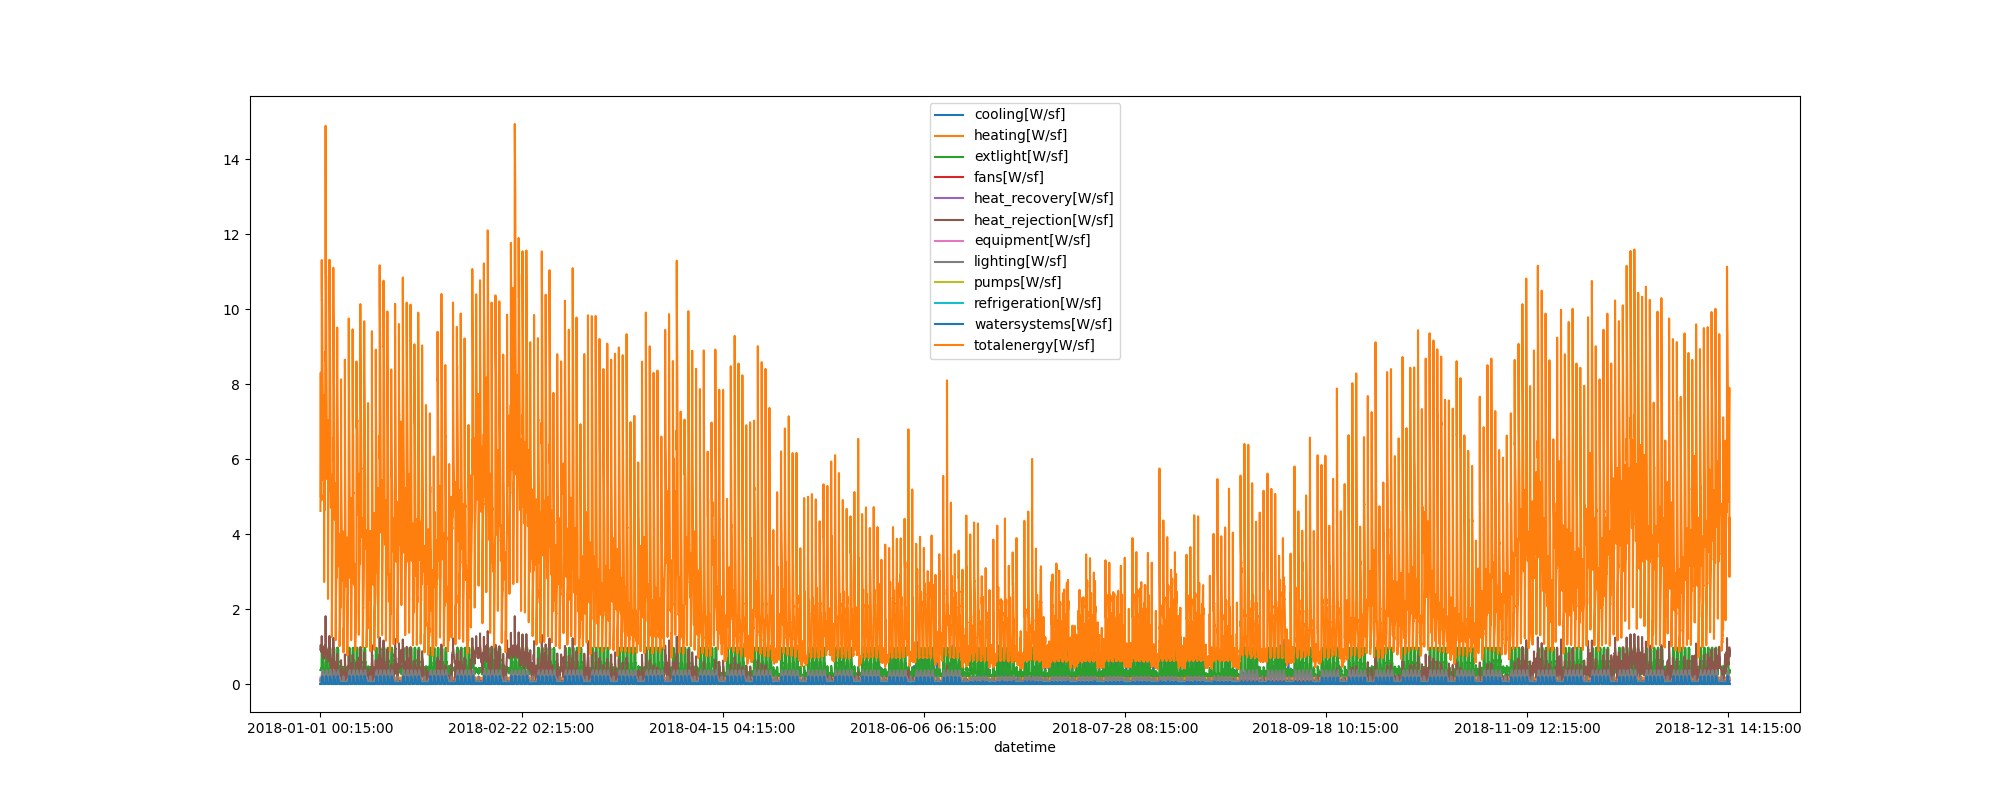 cooling[W/sf]
heating[W/sf]
extlight[W/sf]
fans[W/sf]
heat_recovery[W/sf]
heat_rejection[W/sf]
equipment[W/sf]
lighting[W/sf]
pumps[W/sf]
refrigeration[W/sf]
watersystems[W/sf]
totalenergy[W/sf]
14
12
10
8
6
4
2
0
2018-01-01 00:15:00
2018-02-22 02:15:00
2018-04-15 04:15:00
2018-06-06 06:15:00
2018-07-28 08:15:00
2018-09-18 10:15:00
2018-11-09 12:15:00
2018-12-31 14:15:00
datetime